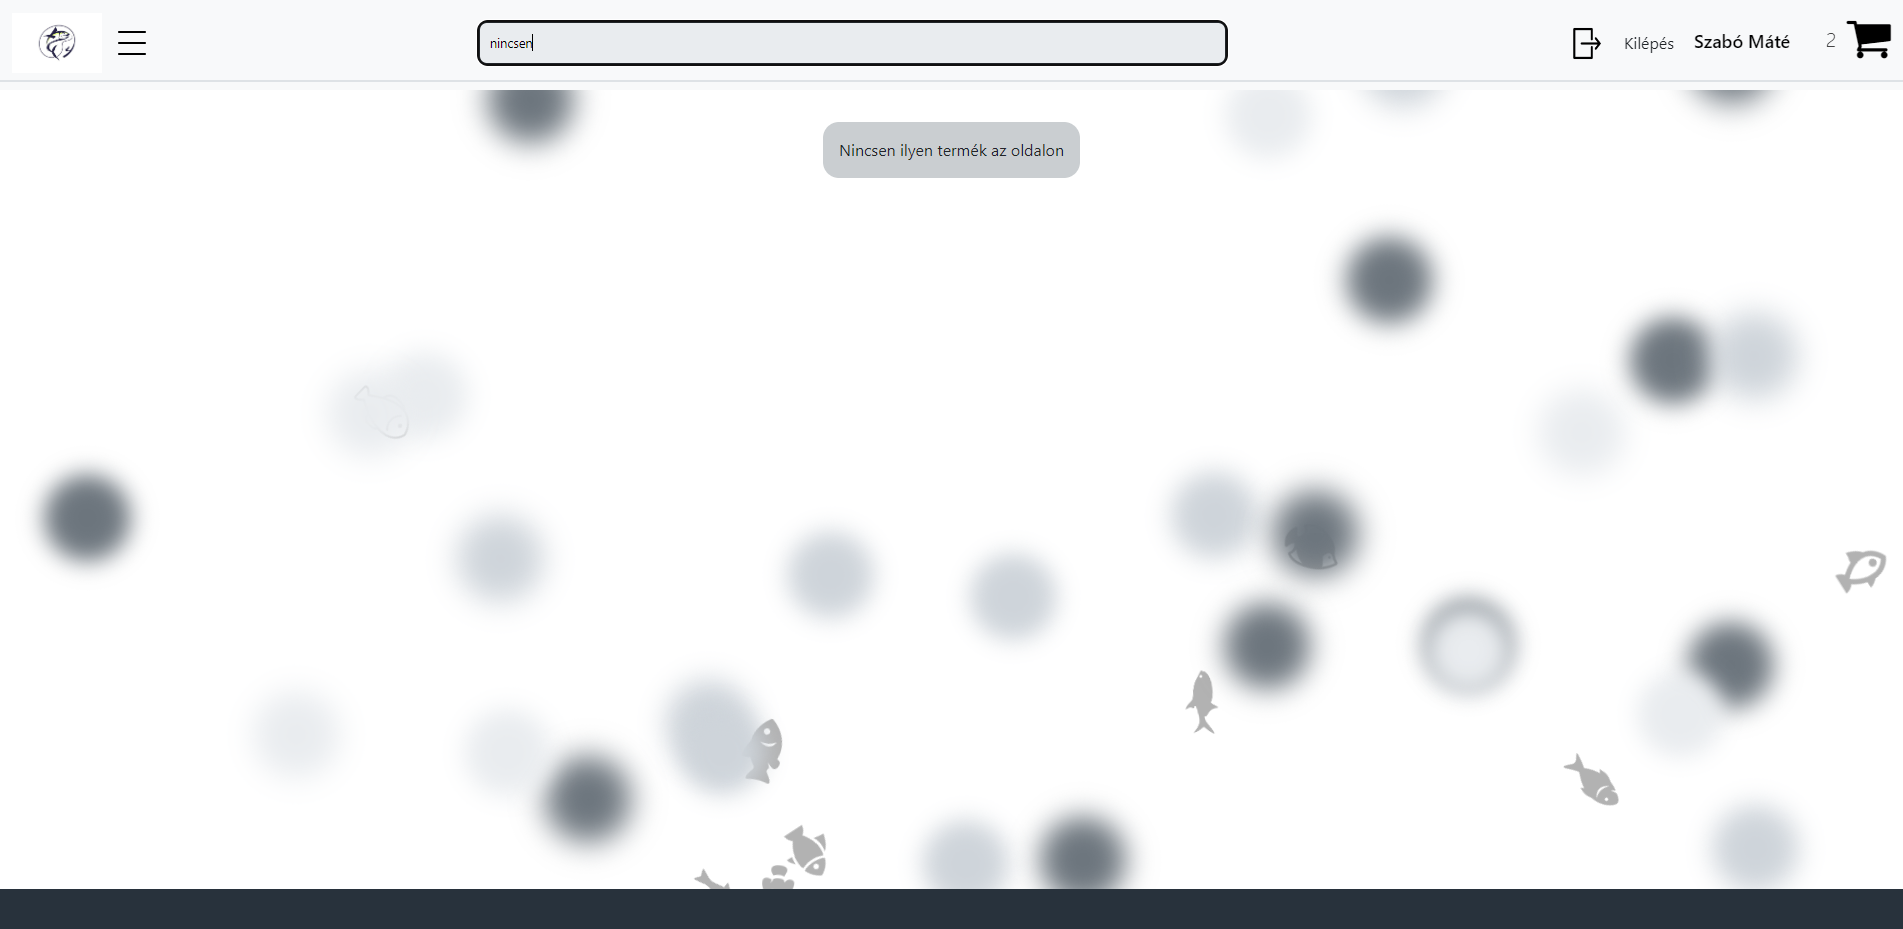 nincsen
Kilépés
Szabó Máté
2
Nincsen ilyen termék az oldalon